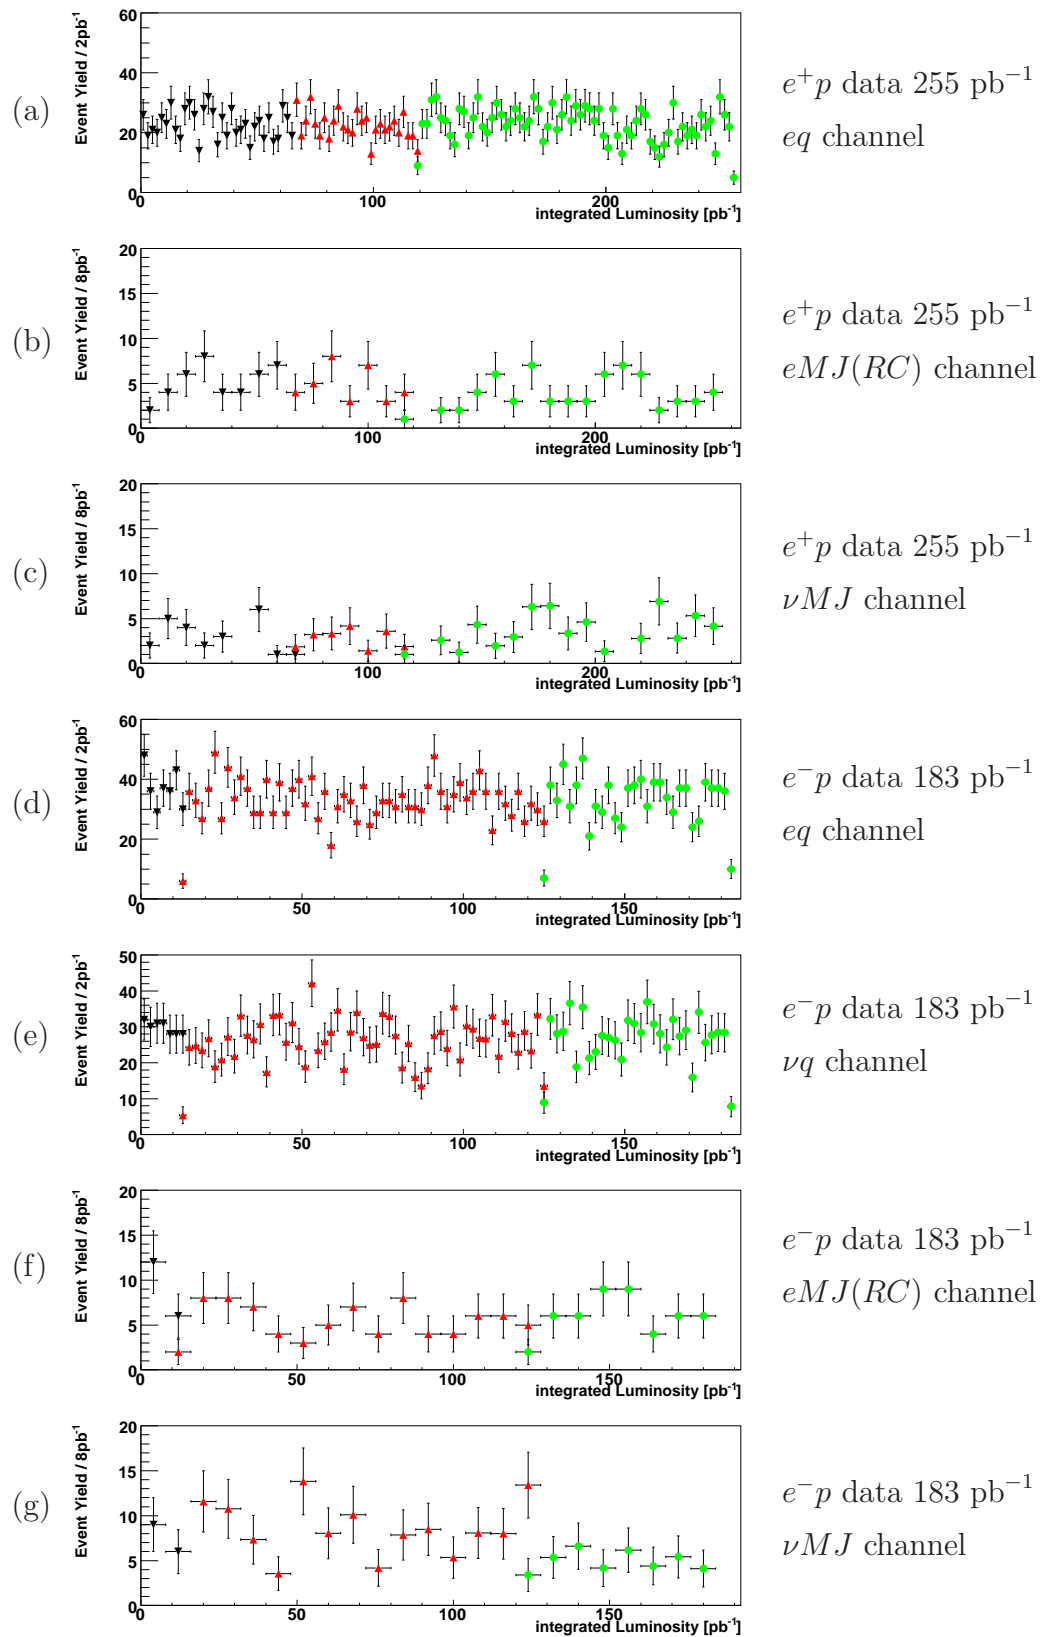 (a)
Event Yield / 2pb⁻¹
60
40
20
0
0 100 200
integrated Luminosity [pb⁻¹]
e⁺p data 255 pb⁻¹
eq channel
(b)
Event Yield / 8pb⁻¹
20
15
10
5
0
100 200
integrated Luminosity [pb⁻¹]
e⁺p data 255 pb⁻¹
eMJ(RC) channel
(c)
Event Yield / 8pb⁻¹
20
15
10
5
0
100 200
integrated Luminosity [pb⁻¹]
e⁺p data 255 pb⁻¹
νMJ channel
(d)
Event Yield / 2pb⁻¹
60
40
20
0
0 50 100 150
integrated Luminosity [pb⁻¹]
e⁻p data 183 pb⁻¹
eq channel
(e)
Event Yield / 2pb⁻¹
50
40
30
20
10
0
0 50 100 150
integrated Luminosity [pb⁻¹]
e⁻p data 183 pb⁻¹
νq channel
(f)
Event Yield / 8pb⁻¹
20
15
10
5
0
50 100 150
integrated Luminosity [pb⁻¹]
e⁻p data 183 pb⁻¹
eMJ(RC) channel
(g)
Event Yield / 8pb⁻¹
20
15
10
5
0
0 50 100 150
integrated Luminosity [pb⁻¹]
e⁻p data 183 pb⁻¹
νMJ channel